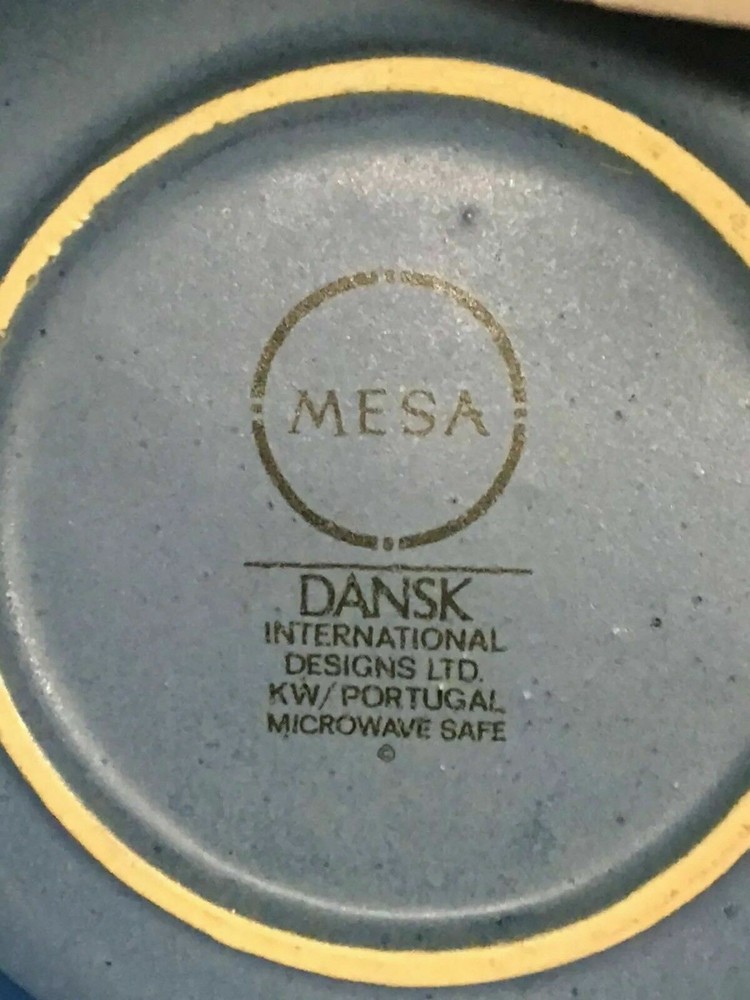 MESA
DANSK
INTERNATIONAL
DESIGNS LTD.
KW/PORTUGAL
MICROWAVE SAFE
©